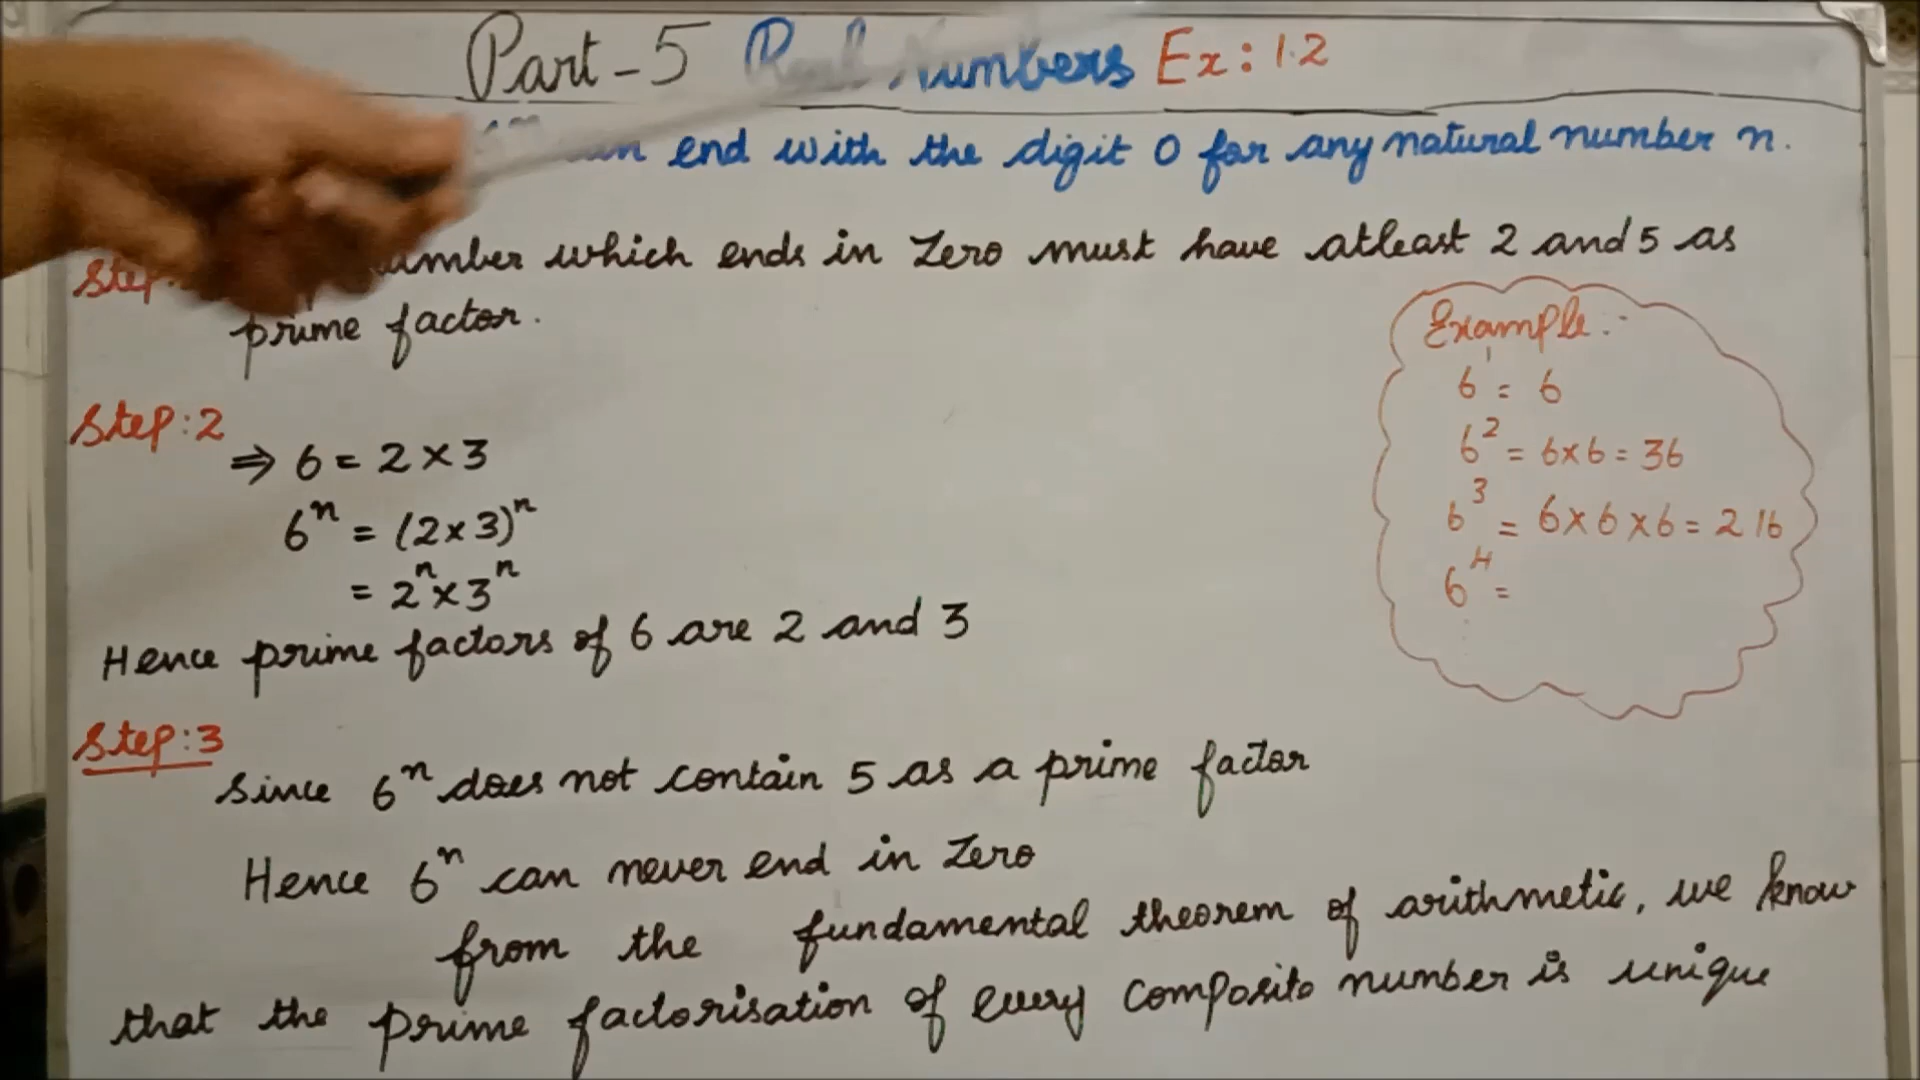 Part-5 Real Numbers Ex: 1.2
end with the digit 0 for any natural number n.
Step: number which ends in Zero must have atleast 2 and 5 as
prime factor.
Example:-
6¹ = 6
6² = 6×6 = 36
6³ = 6×6×6 = 216
6⁴ =
Step:2
⇒ 6 = 2 × 3
6ⁿ = (2×3)ⁿ
= 2ⁿ×3ⁿ
Hence prime factors of 6 are 2 and 3
Step:3
Since 6ⁿ does not contain 5 as a prime factor
Hence 6ⁿ can never end in Zero
from the fundamental theorem of arithmetic, we know
that the prime factorisation of every composite number is unique